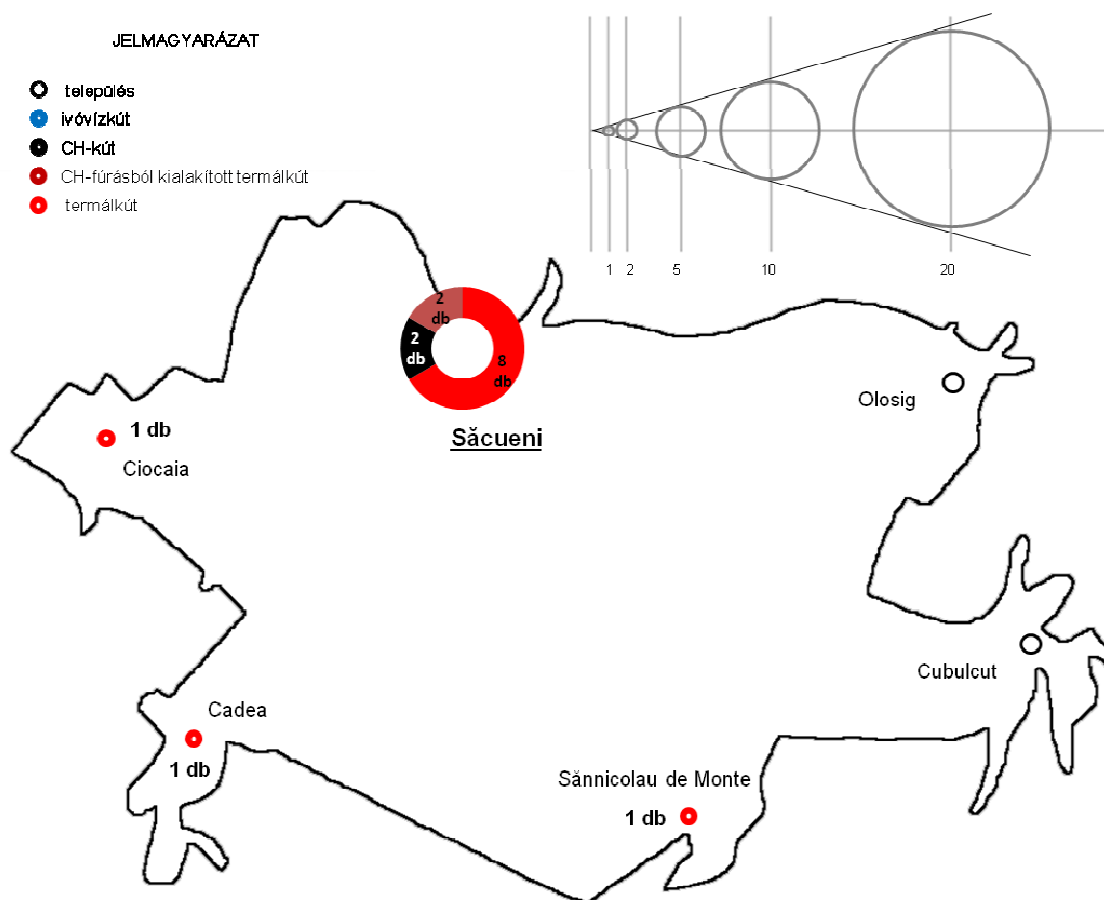 JELMAGYARÁZAT
település
ivóvízkút
CH-kút
CH-fúrásból kialakított termálkút
termálkút
1 2 5 10 20
2 db
2 db
8 db
Săcueni
1 db
Ciocaia
Olosig
Cubulcut
Cadea
1 db
Sănnicolau de Monte
1 db